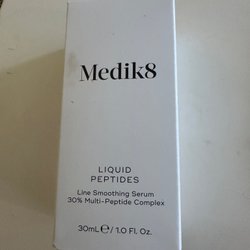 Medik8
LIQUID
PEPTIDES
Line Smoothing Serum
30% Multi-Peptide Complex
30mL℮/1.0 Fl. Oz.